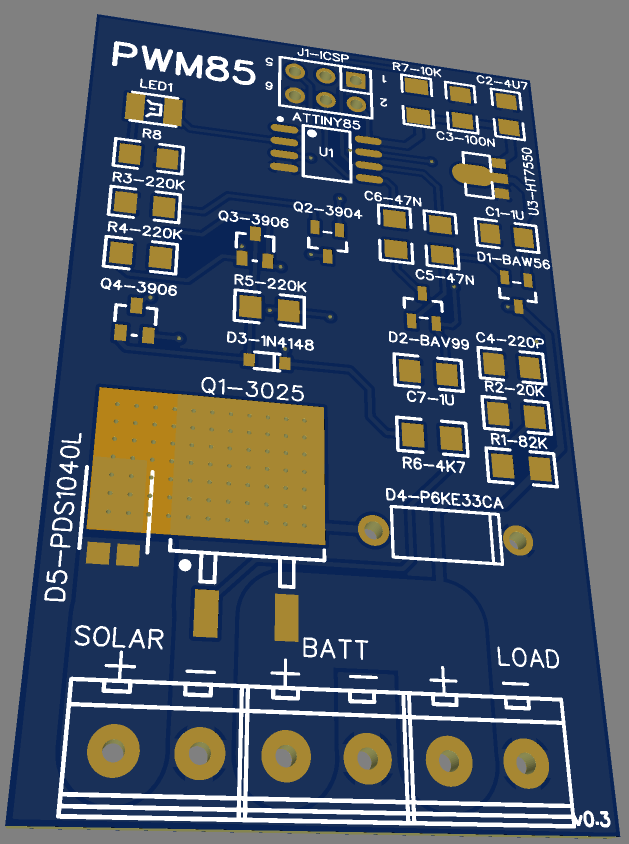 PWM85
J1-ICSP
5
1
6
2
R7-10K
C2-4U7
LED1
ATTINY85
C3-100N
U1
R8
U3-HT7550
R3-220K
C6-47N
Q3-3906
Q2-3904
C1-1U
R4-220K
D1-BAW56
C5-47N
Q4-3906
R5-220K
D3-1N4148
D2-BAV99
C4-220P
Q1-3025
R2-20K
C7-1U
R1-82K
D5-PDS1040L
R6-4K7
D4-P6KE33CA
SOLAR
BATT
LOAD
+ − + − + −
v0.3